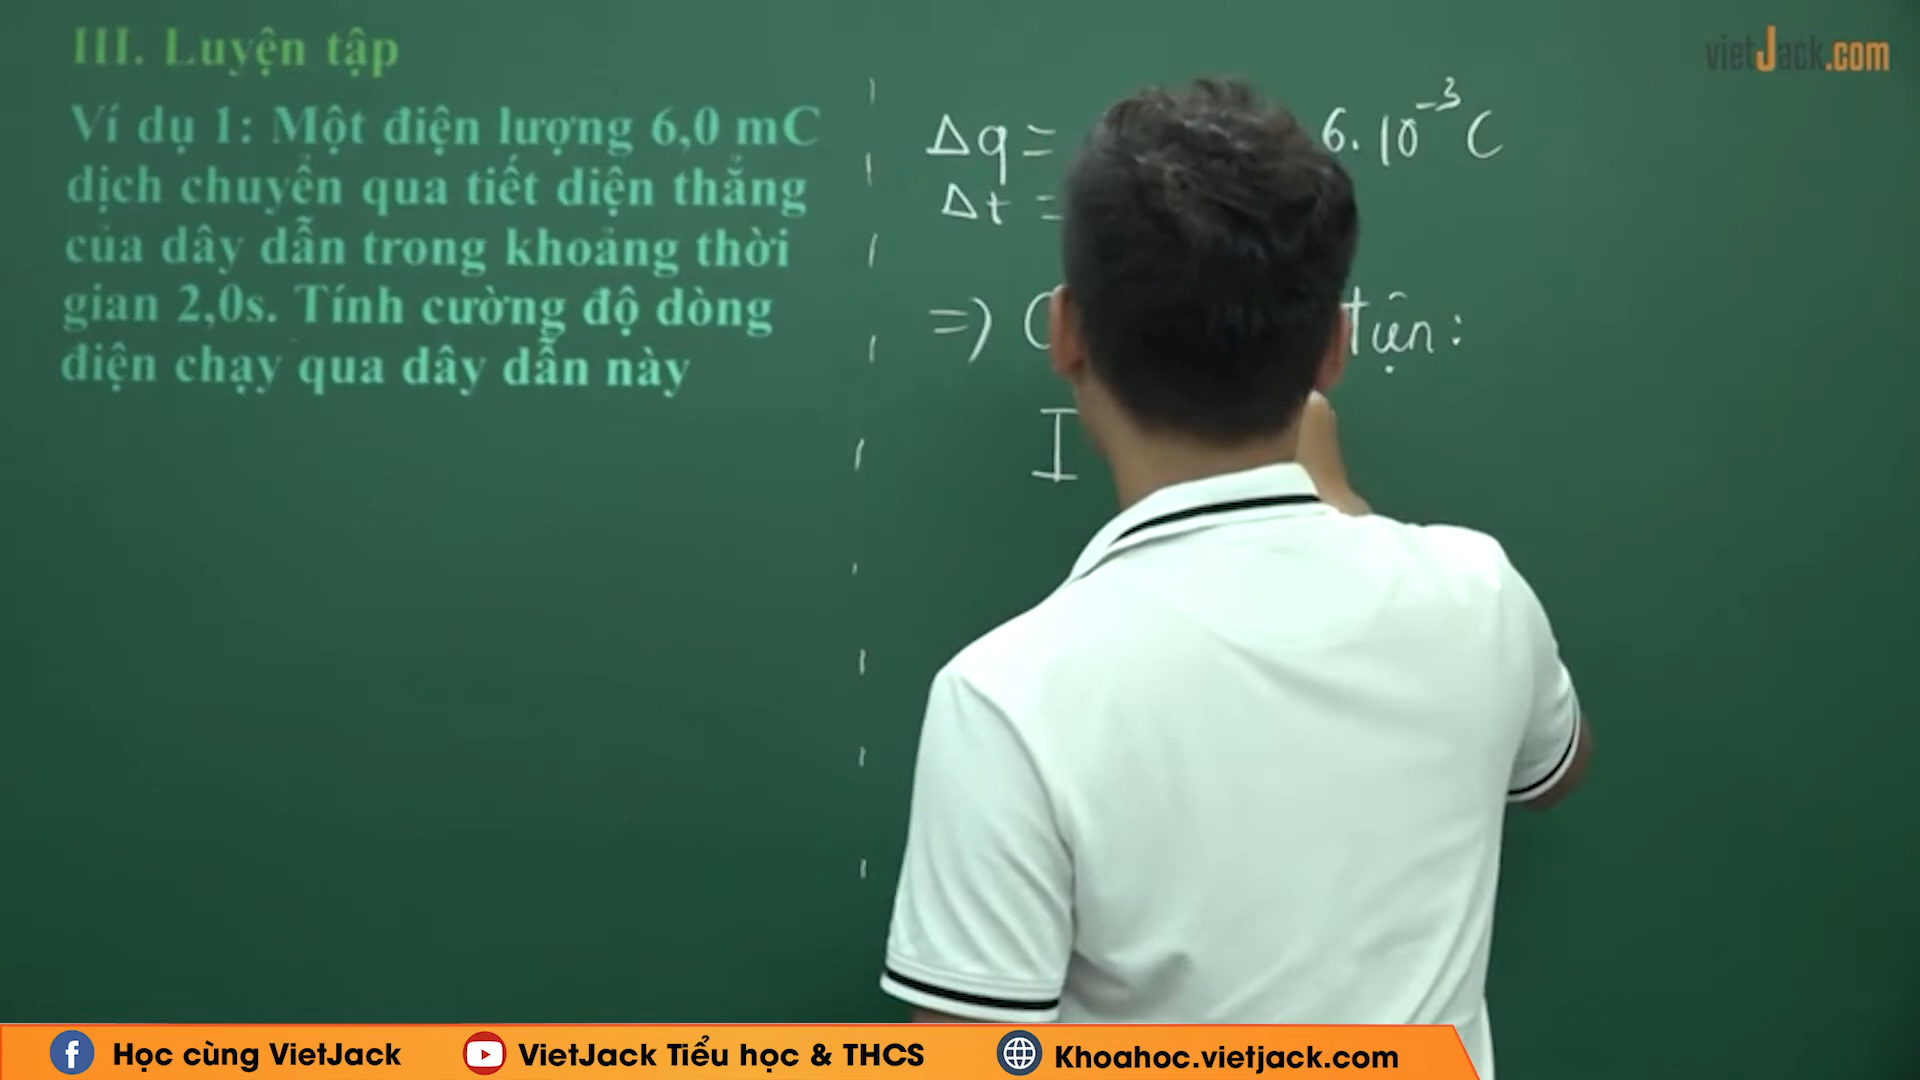 III. Luyện tập
vietJack.com
Ví dụ 1: Một điện lượng 6,0 mC
dịch chuyển qua tiết diện thẳng
của dây dẫn trong khoảng thời
gian 2,0s. Tính cường độ dòng
điện chạy qua dây dẫn này
Δq = 6.10⁻³ C
Δt =
=>
I
Học cùng VietJack
VietJack Tiểu học & THCS
Khoahoc.vietjack.com